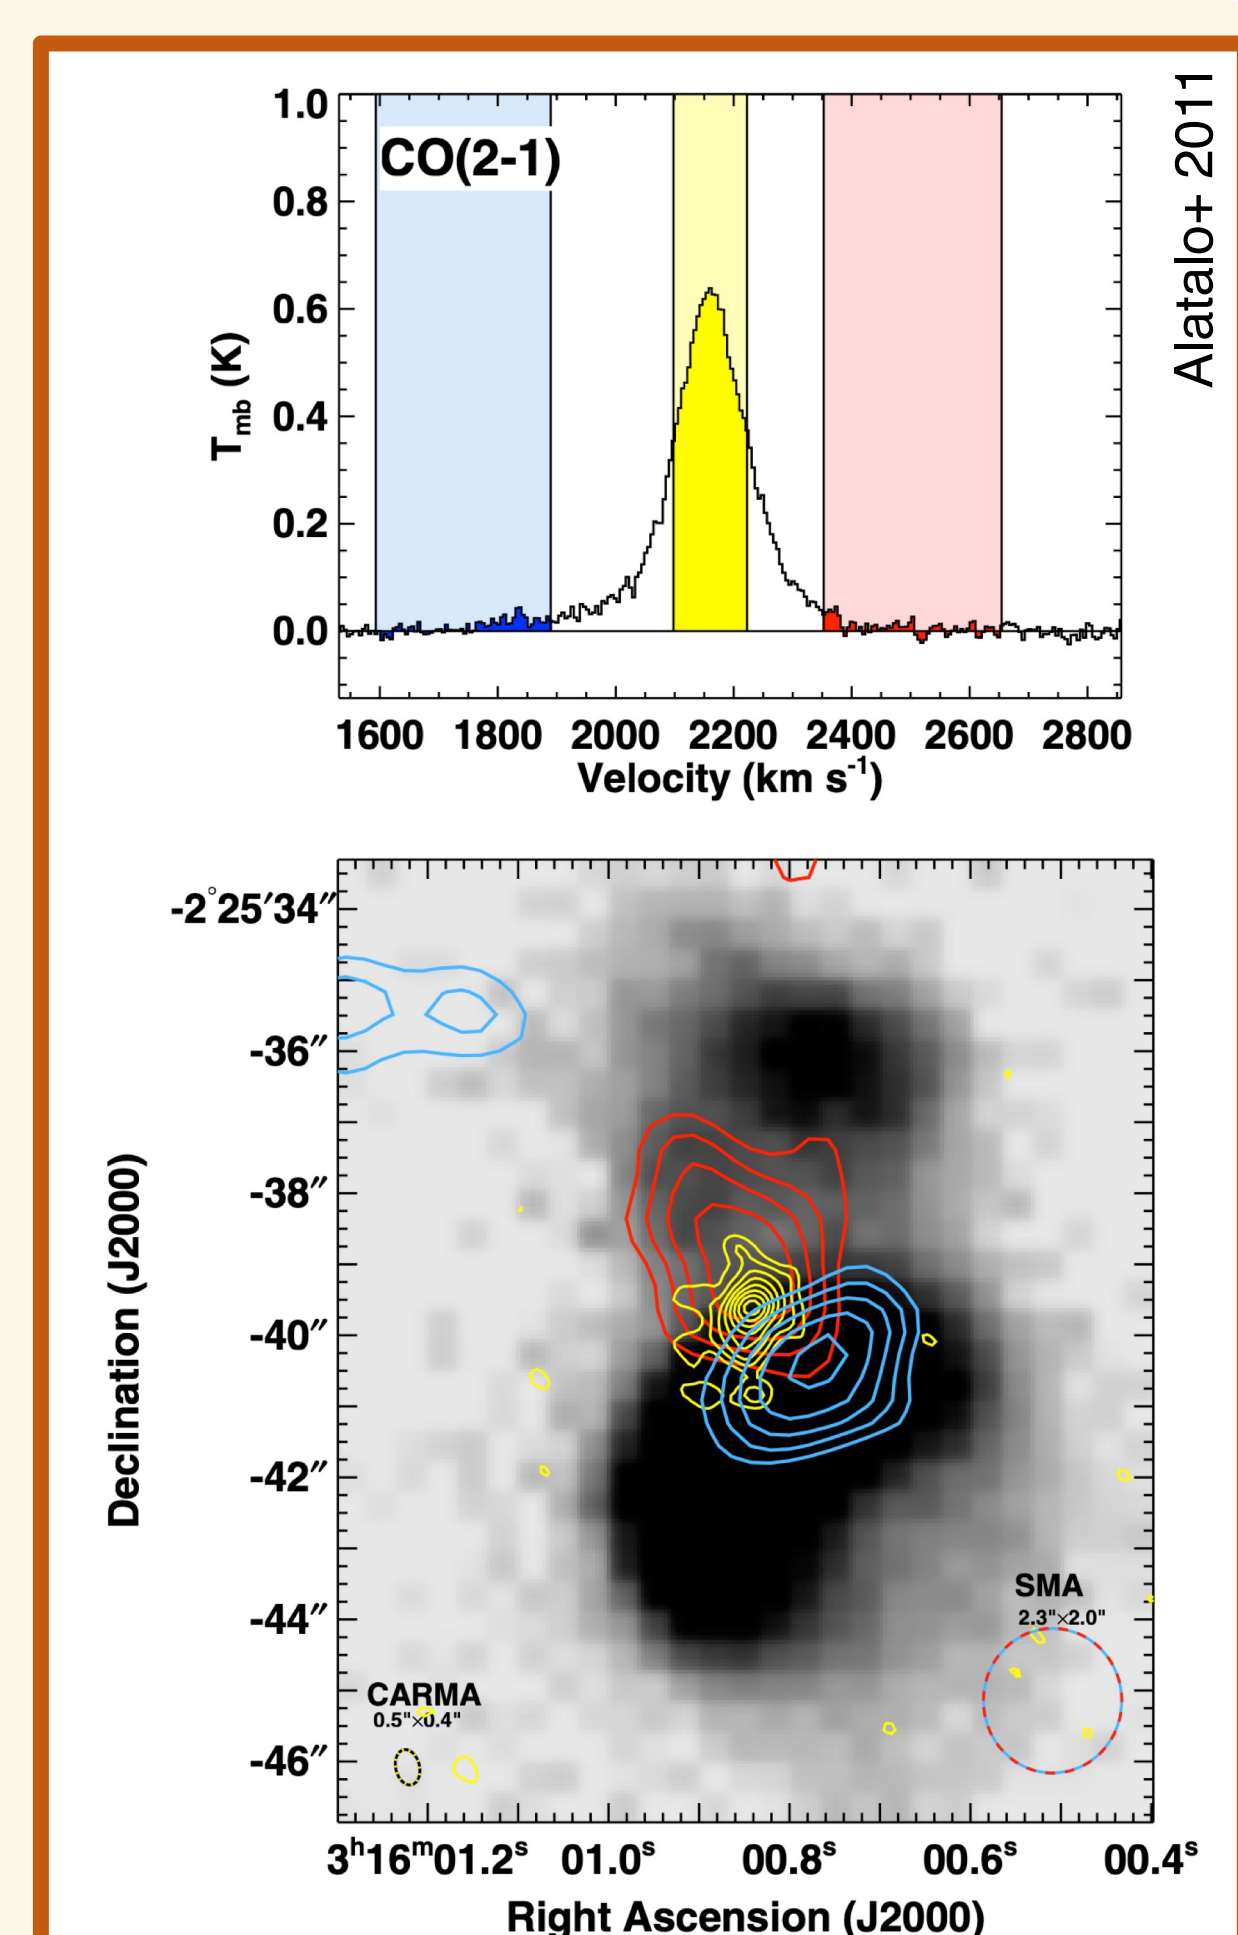 Alatalo+ 2011
1.0
CO(2-1)
0.8
0.6
0.4
0.2
0.0
Tmb (K)
1600 1800 2000 2200 2400 2600 2800
Velocity (km s-1)
-2°25′34″
-36″
-38″
-40″
-42″
-44″
-46″
Declination (J2000)
SMA
2.3"×2.0"
CARMA
0.5"×0.4"
3h16m01.2s 01.0s 00.8s 00.6s 00.4s
Right Ascension (J2000)